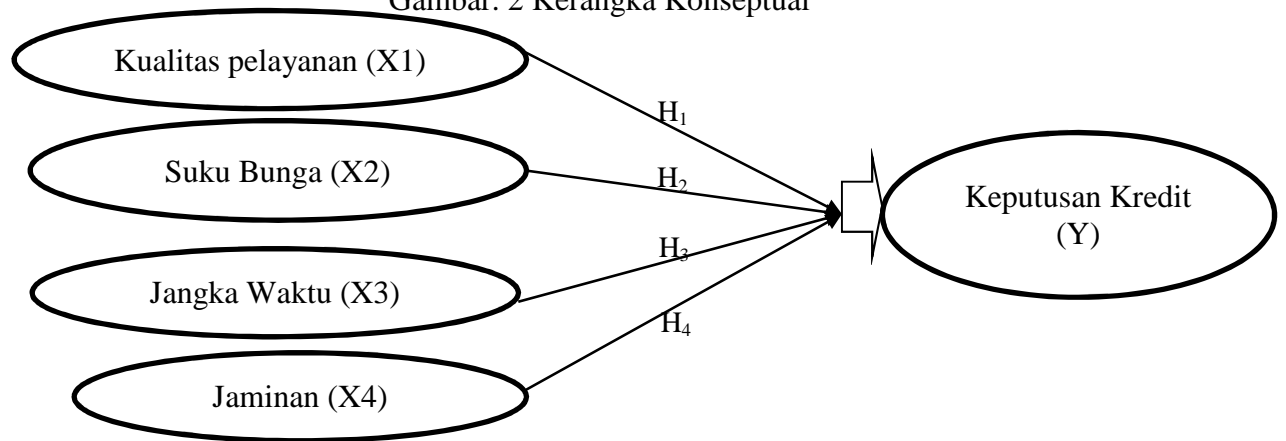 Gambar. 2 Kerangka Konseptual
Kualitas pelayanan (X1)
H1
Suku Bunga (X2)
H2
Keputusan Kredit
(Y)
H3
Jangka Waktu (X3)
H4
Jaminan (X4)